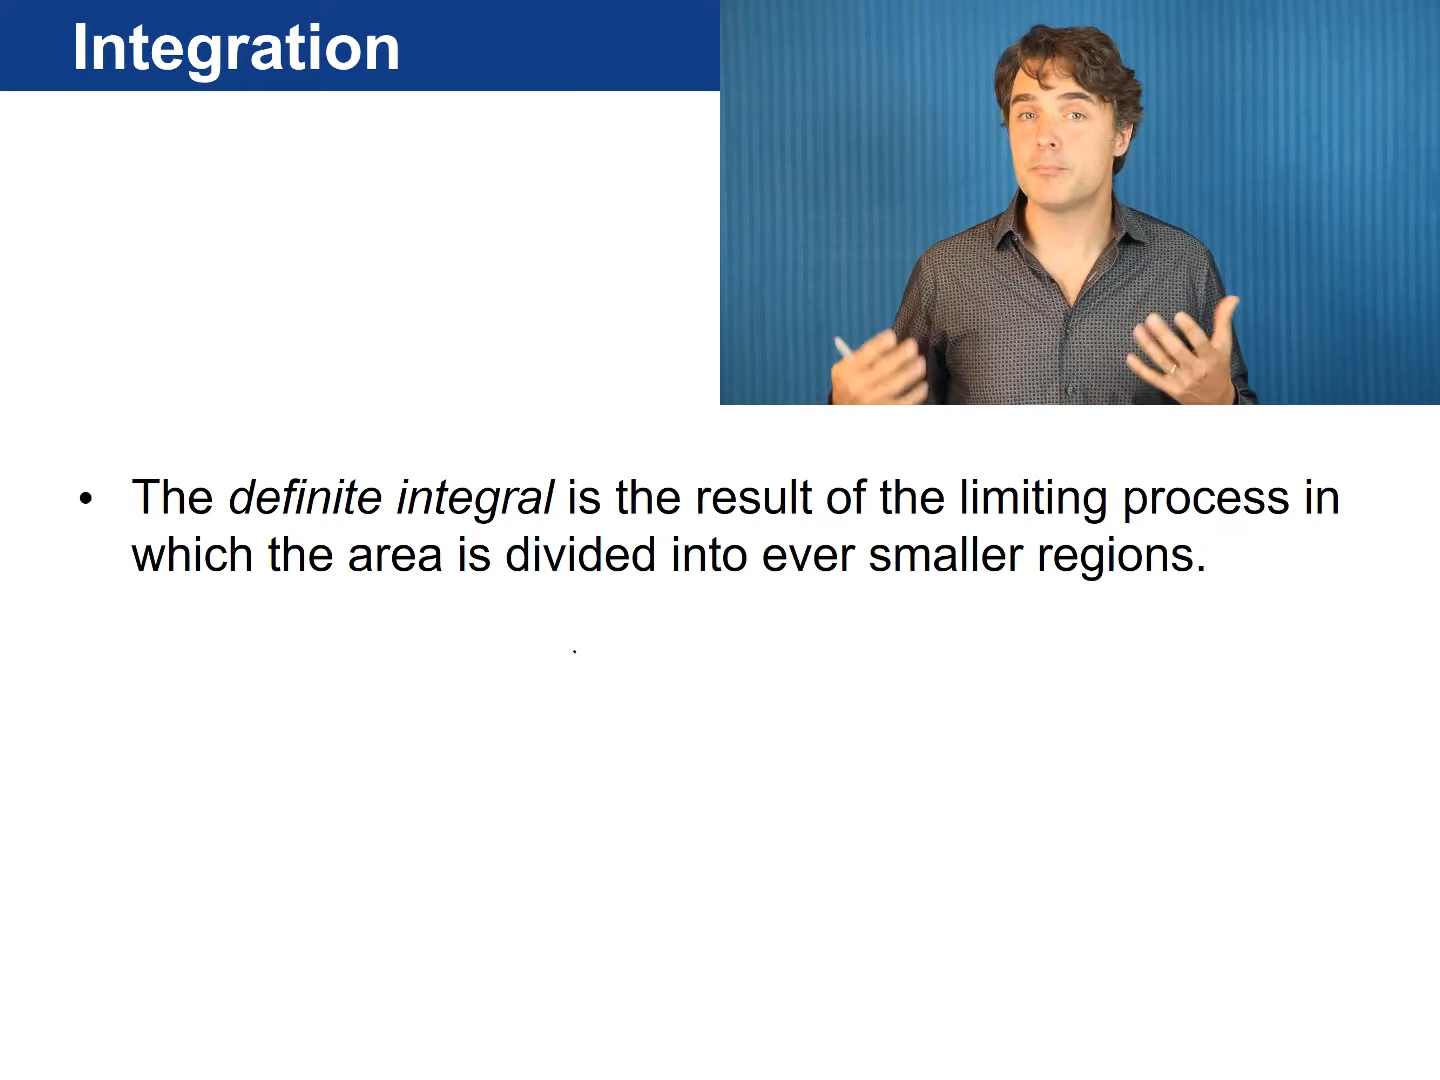 Integration
• The definite integral is the result of the limiting process in
which the area is divided into ever smaller regions.